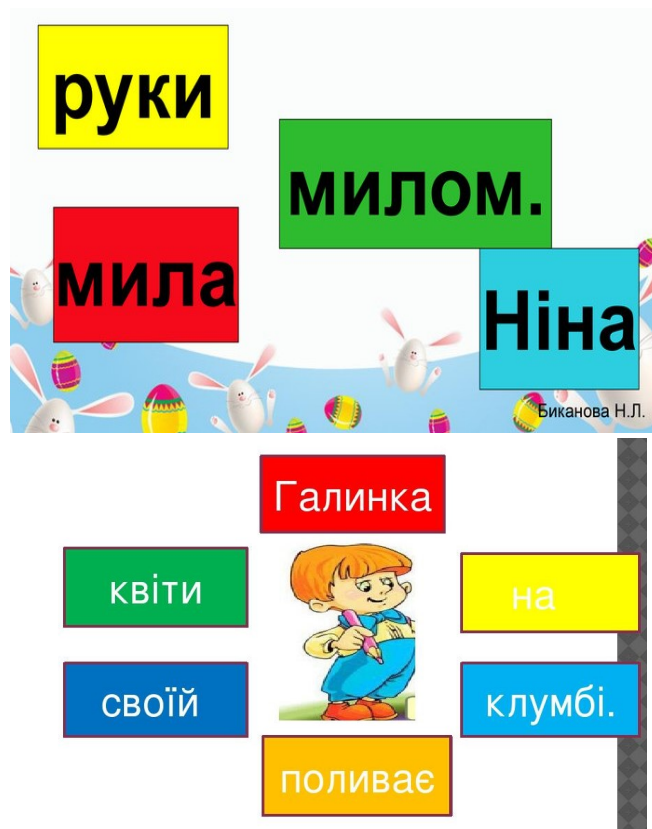 руки
милом.
мила
Ніна
Биканова Н.Л.
Галинка
квіти
на
своїй
клумбі.
поливає